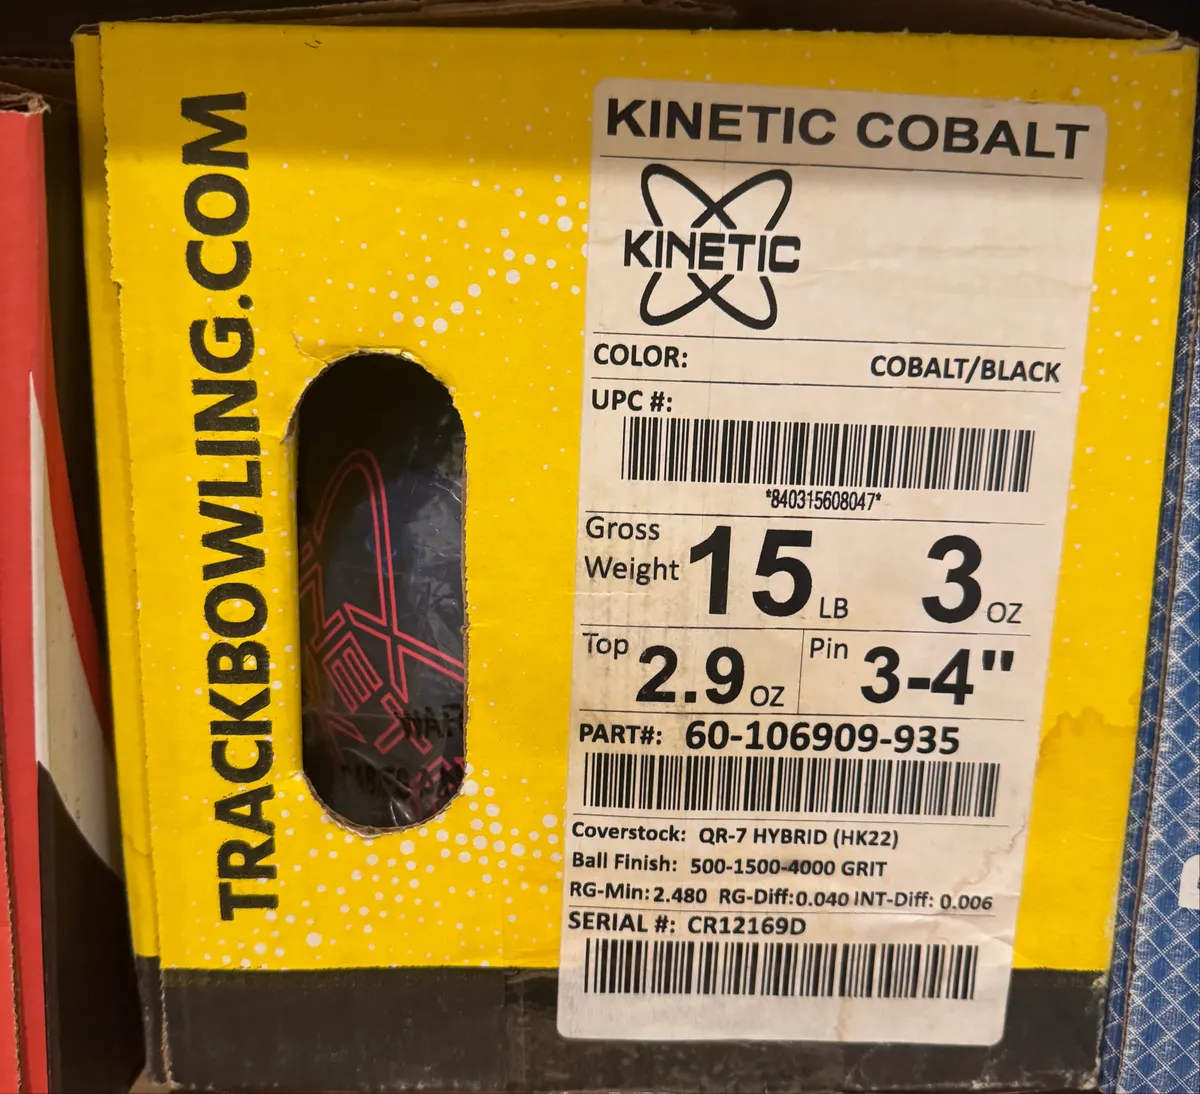 TRACKBOWLING.COM
KINETIC COBALT
KINETIC
COLOR: COBALT/BLACK
UPC #:
*840315608047*
Gross Weight 15 LB 3 OZ
Top 2.9 OZ Pin 3-4"
PART#: 60-106909-935
Coverstock: QR-7 HYBRID (HK22)
Ball Finish: 500-1500-4000 GRIT
RG-Min: 2.480 RG-Diff: 0.040 INT-Diff: 0.006
SERIAL #: CR12169D